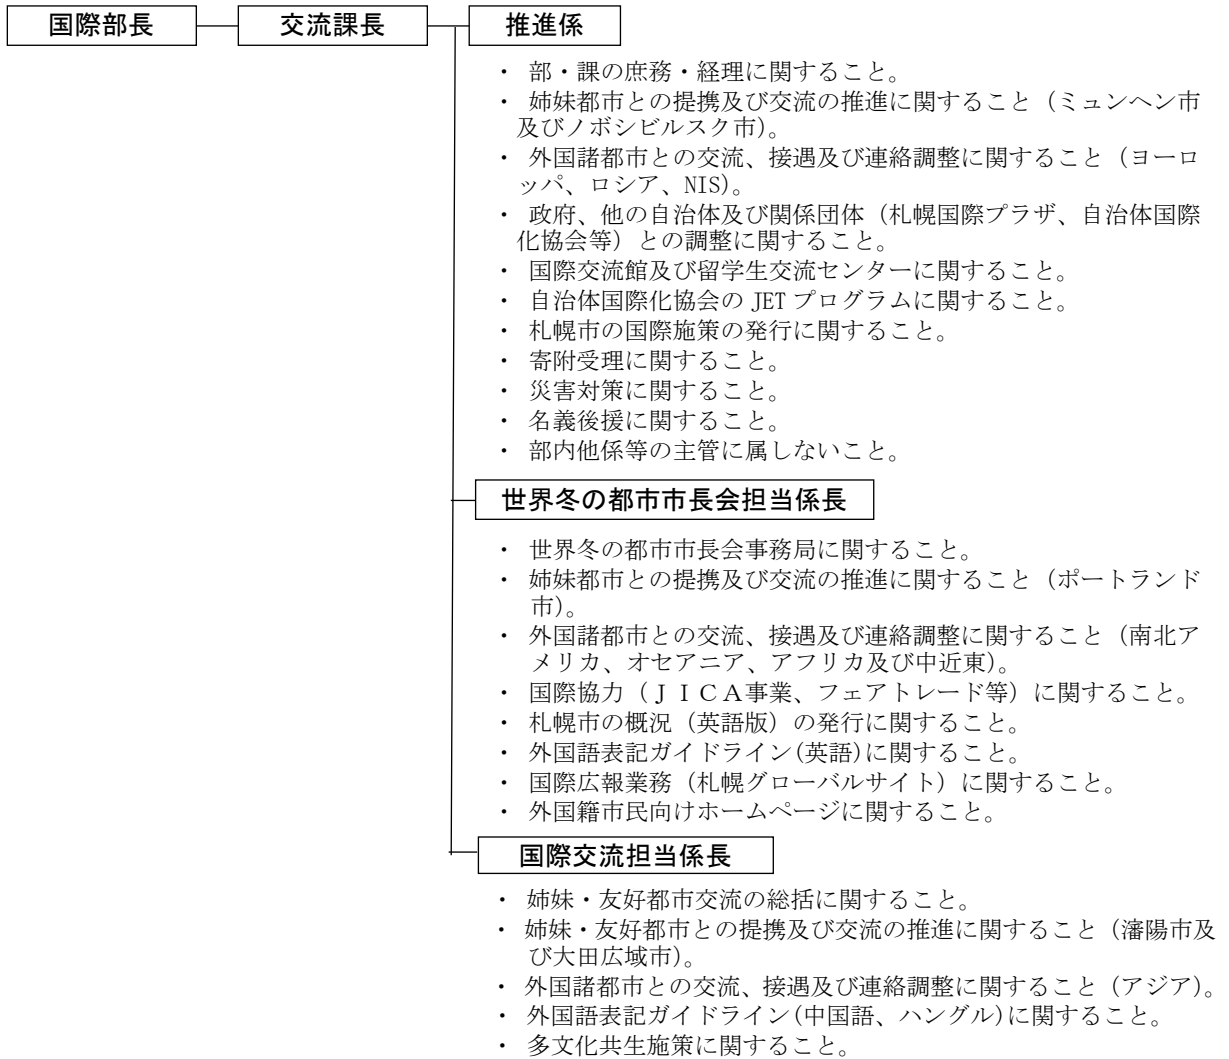 国際部長
交流課長
推進係
・ 部・課の庶務・経理に関すること。
・ 姉妹都市との提携及び交流の推進に関すること（ミュンヘン市
及びノボシビルスク市）。
・ 外国諸都市との交流、接遇及び連絡調整に関すること（ヨーロ
ッパ、ロシア、NIS）。
・ 政府、他の自治体及び関係団体（札幌国際プラザ、自治体国際
化協会等）との調整に関すること。
・ 国際交流館及び留学生交流センターに関すること。
・ 自治体国際化協会の JET プログラムに関すること。
・ 札幌市の国際施策の発行に関すること。
・ 寄附受理に関すること。
・ 災害対策に関すること。
・ 名義後援に関すること。
・ 部内他係等の主管に属しないこと。
世界冬の都市市長会担当係長
・ 世界冬の都市市長会事務局に関すること。
・ 姉妹都市との提携及び交流の推進に関すること（ポートランド
市）。
・ 外国諸都市との交流、接遇及び連絡調整に関すること（南北ア
メリカ、オセアニア、アフリカ及び中近東）。
・ 国際協力（ＪＩＣＡ事業、フェアトレード等）に関すること。
・ 札幌市の概況（英語版）の発行に関すること。
・ 外国語表記ガイドライン(英語)に関すること。
・ 国際広報業務（札幌グローバルサイト）に関すること。
・ 外国籍市民向けホームページに関すること。
国際交流担当係長
・ 姉妹・友好都市交流の総括に関すること。
・ 姉妹・友好都市との提携及び交流の推進に関すること（瀋陽市及
び大田広域市）。
・ 外国諸都市との交流、接遇及び連絡調整に関すること（アジア）。
・ 外国語表記ガイドライン(中国語、ハングル)に関すること。
・ 多文化共生施策に関すること。